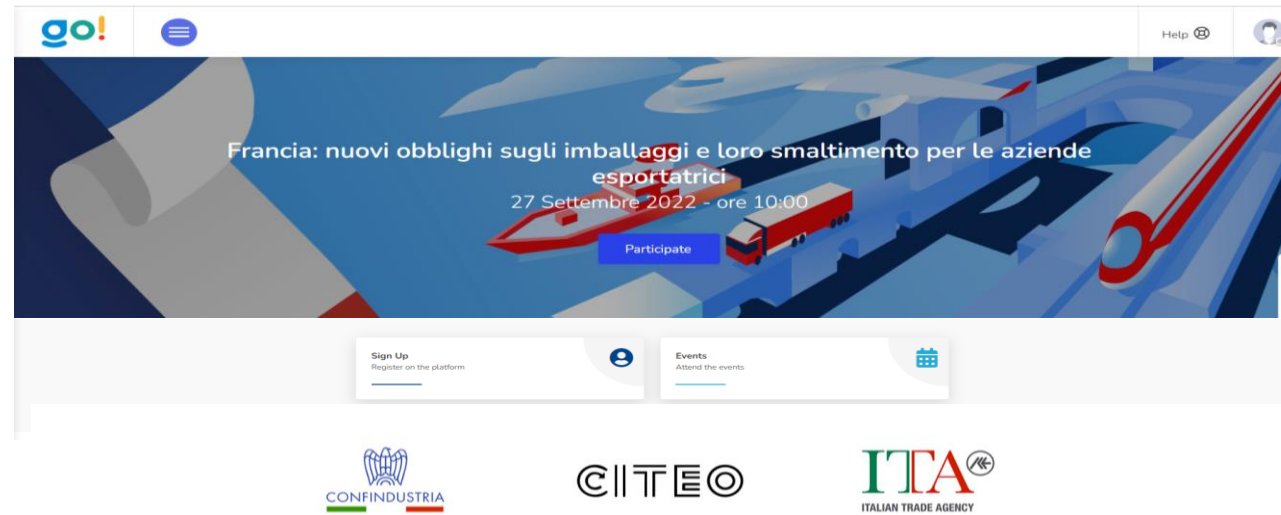 go!
Help
Francia: nuovi obblighi sugli imballaggi e loro smaltimento per le aziende
esportatrici
27 Settembre 2022 - ore 10:00
Participate
Sign Up
Register on the platform
Events
Attend the events
CONFINDUSTRIA
CITEO
ITA
ITALIAN TRADE AGENCY